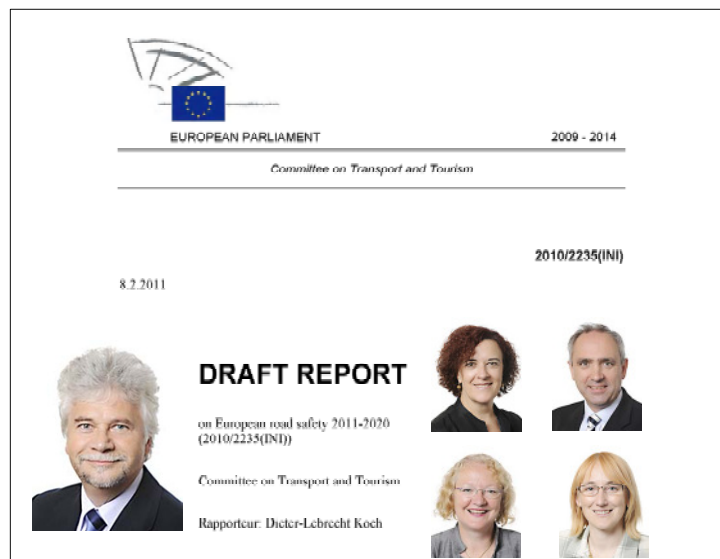 EUROPEAN PARLIAMENT 2009 - 2014
Committee on Transport and Tourism
2010/2235(INI)
8.2.2011
DRAFT REPORT
on European road safety 2011-2020
(2010/2235(INI))
Committee on Transport and Tourism
Rapporteur: Dieter-Lebrecht Koch